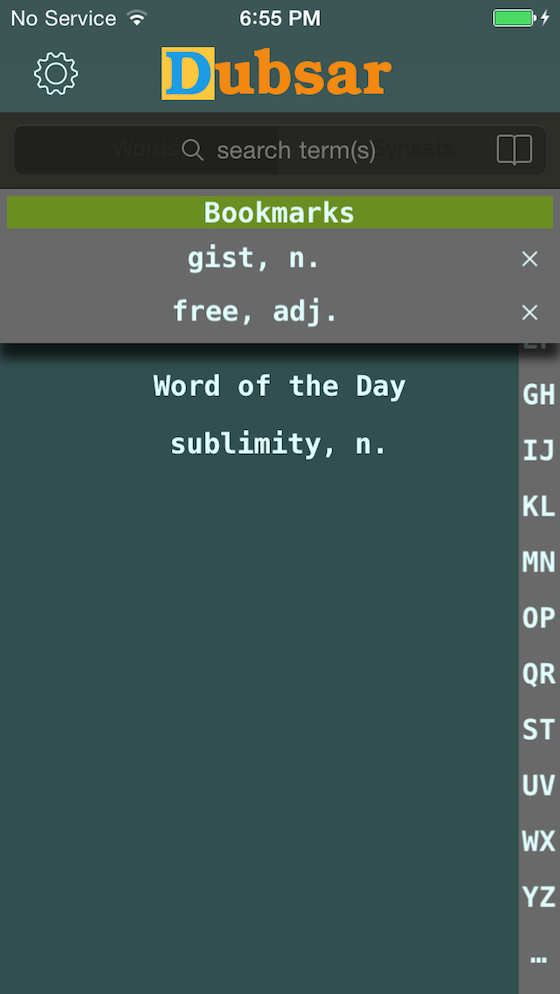 No Service 6:55 PM
Dubsar
Words search term(s) Synsets
Bookmarks
gist, n. ×
free, adj. ×
Word of the Day
sublimity, n.
GH
IJ
KL
MN
OP
QR
ST
UV
WX
YZ
…